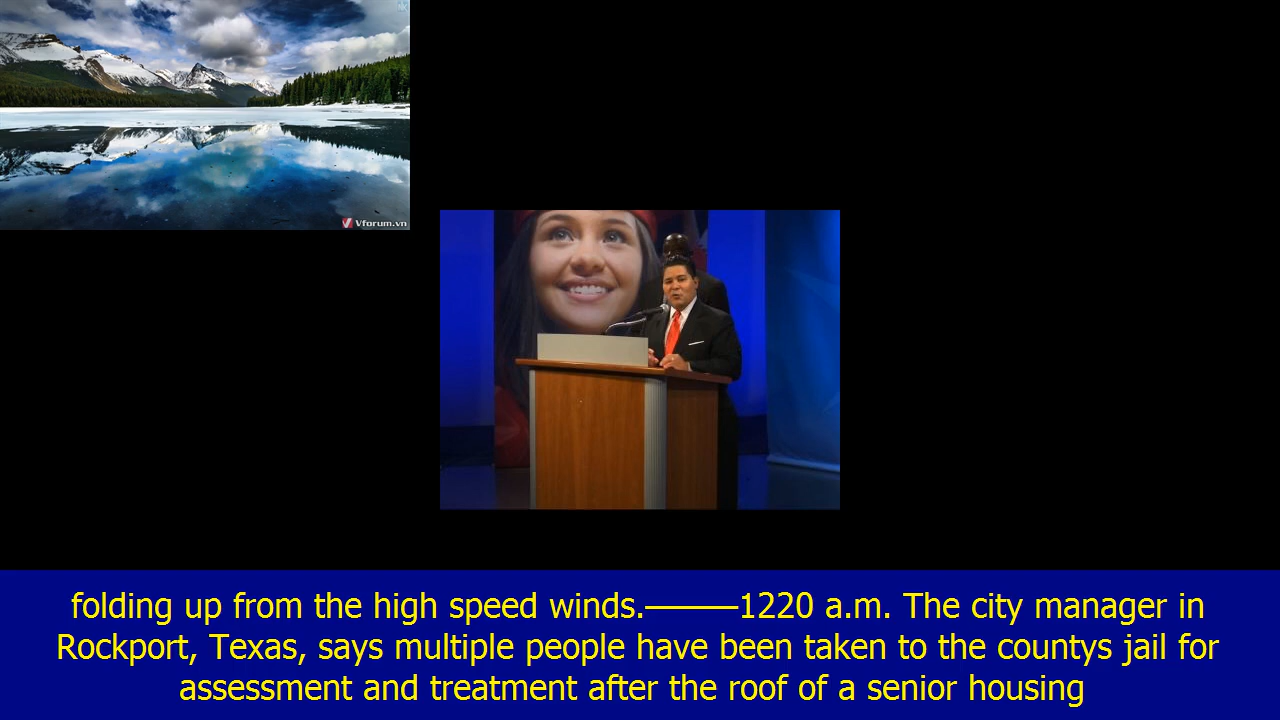 Vforum.vn
folding up from the high speed winds.———1220 a.m. The city manager in
Rockport, Texas, says multiple people have been taken to the countys jail for
assessment and treatment after the roof of a senior housing